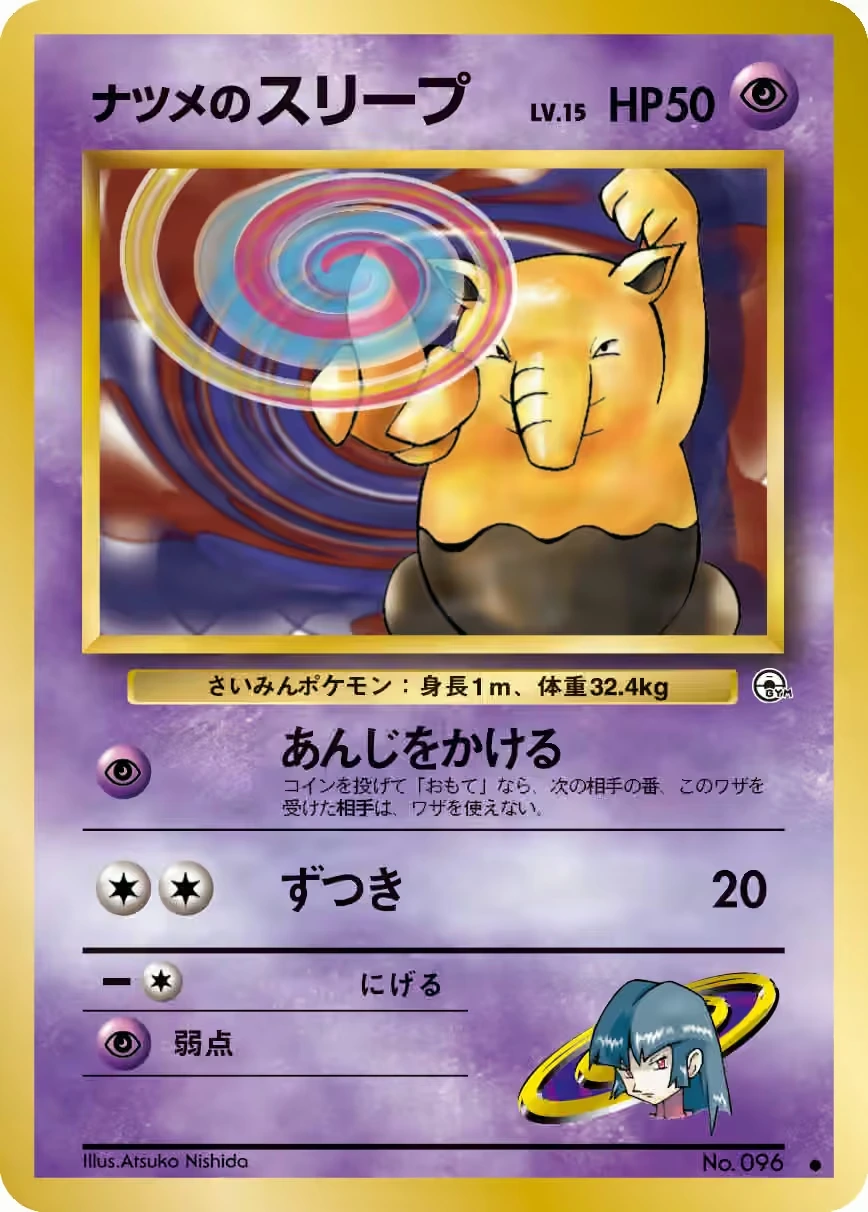 ナツメのスリープ LV.15 HP50
さいみんポケモン：身長1m、体重32.4kg
GYM
あんじをかける
コインを投げて「おもて」なら、次の相手の番、このワザを
受けた相手は、ワザを使えない。
ずつき 20
にげる
弱点
Illus.Atsuko Nishida No. 096